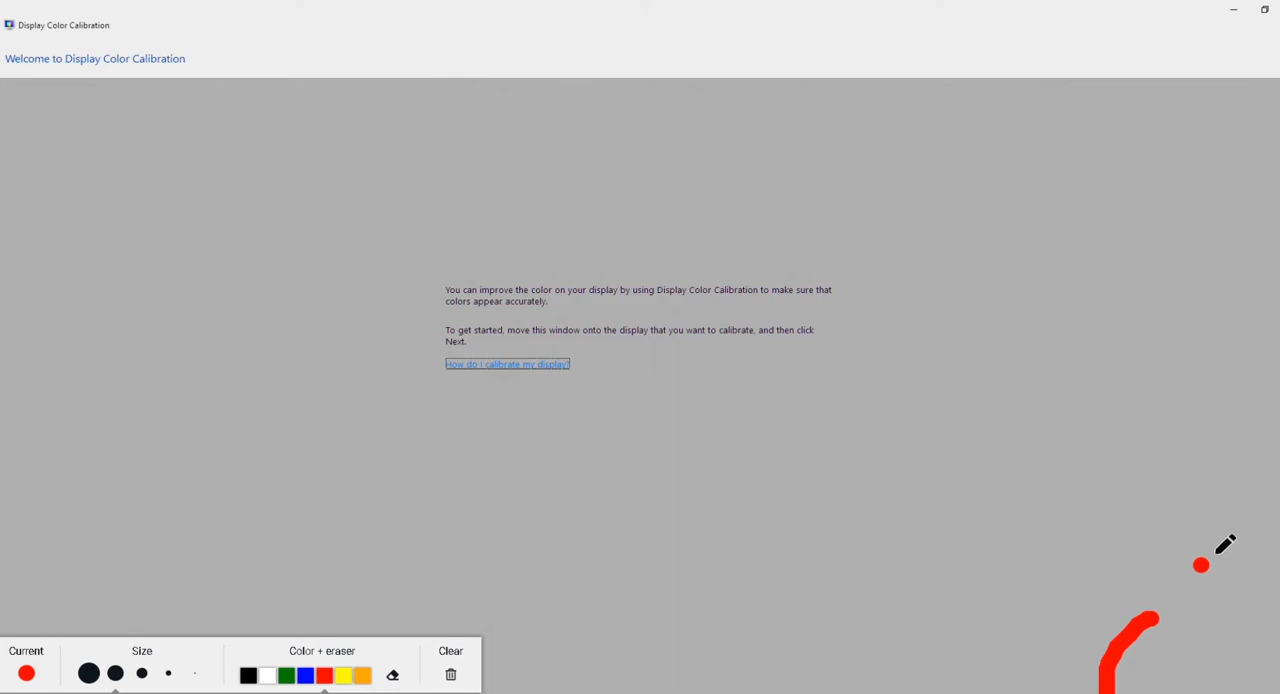 Display Color Calibration
Welcome to Display Color Calibration
You can improve the color on your display by using Display Color Calibration to make sure that
colors appear accurately.
To get started, move this window onto the display that you want to calibrate, and then click
Next.
How do I calibrate my display?
Current
Size
Color + eraser
Clear